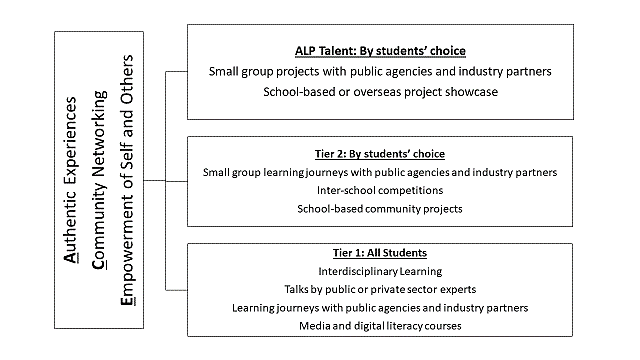 Authentic Experiences
Community Networking
Empowerment of Self and Others
ALP Talent: By students' choice
Small group projects with public agencies and industry partners
School-based or overseas project showcase
Tier 2: By students' choice
Small group learning journeys with public agencies and industry partners
Inter-school competitions
School-based community projects
Tier 1: All Students
Interdisciplinary Learning
Talks by public or private sector experts
Learning journeys with public agencies and industry partners
Media and digital literacy courses